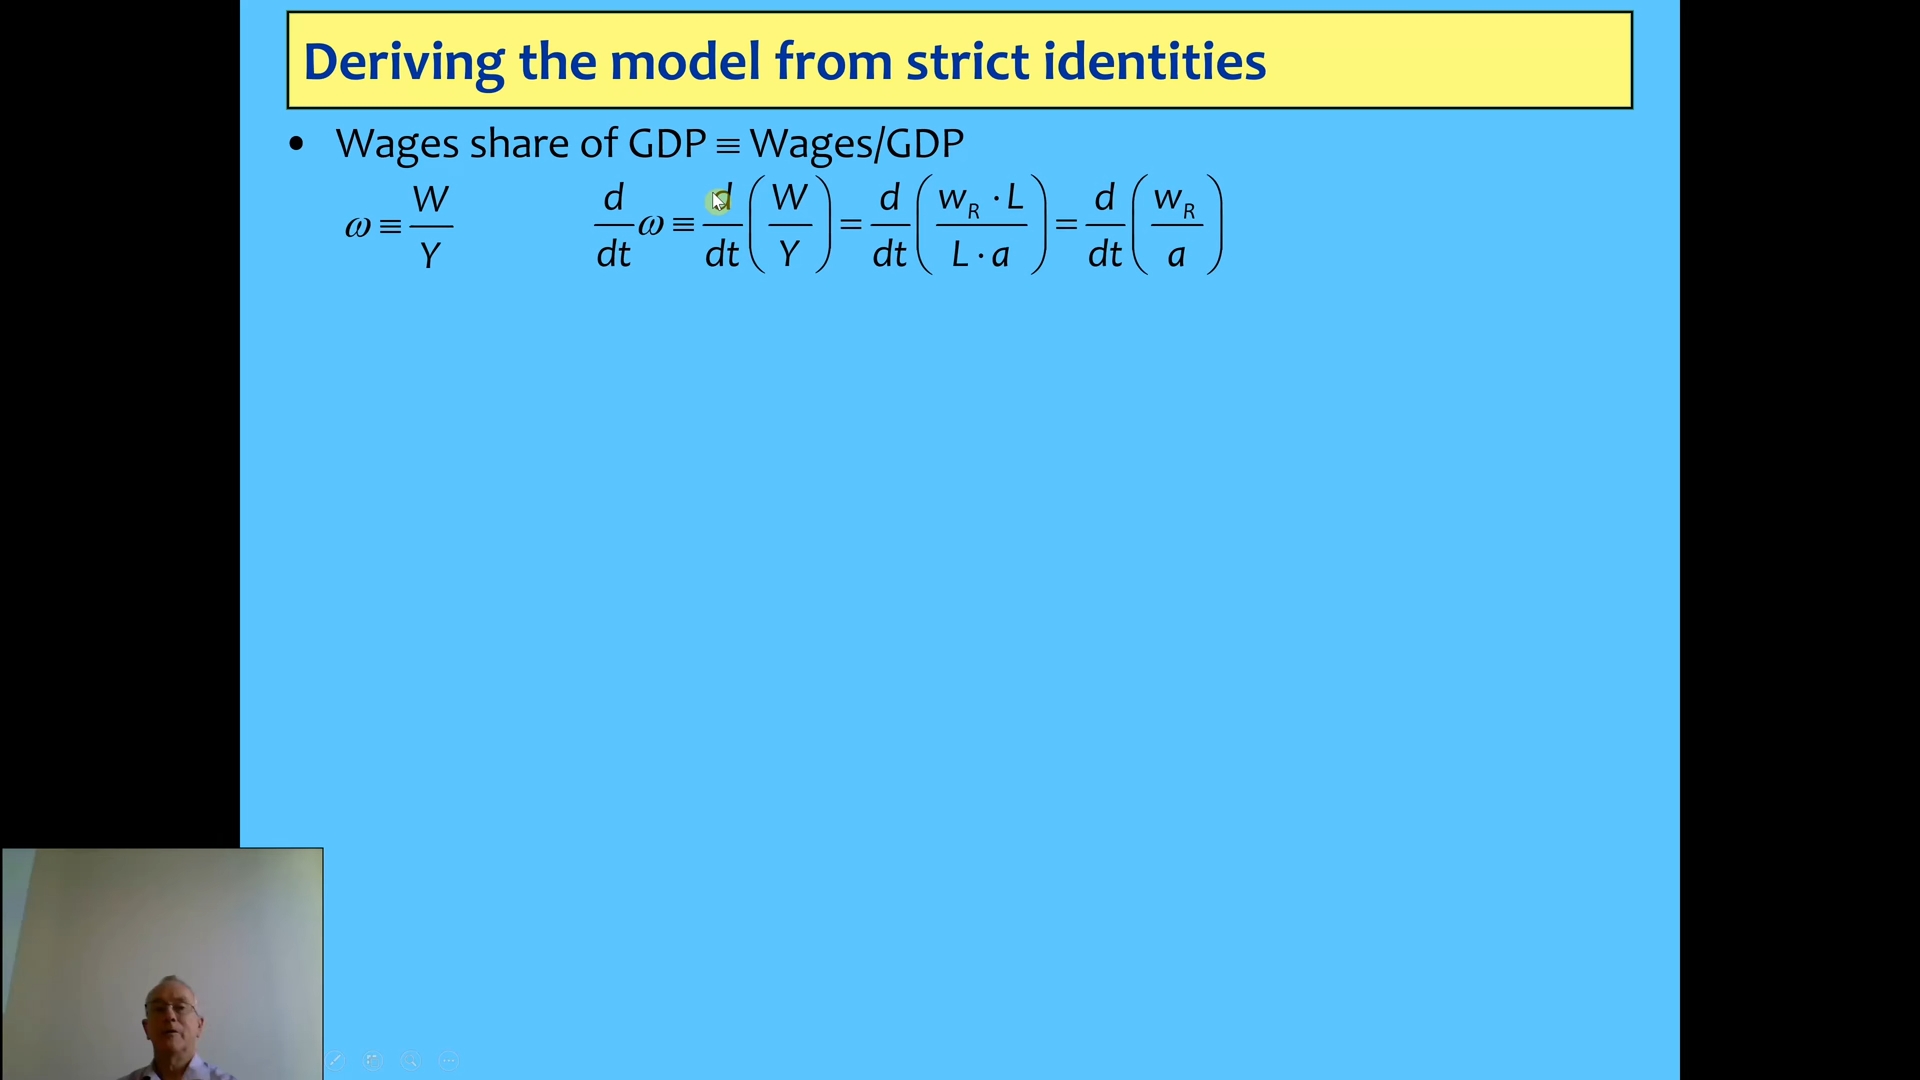 Deriving the model from strict identities
• Wages share of GDP ≡ Wages/GDP
ω ≡ W/Y    d/dt ω ≡ d/dt (W/Y) = d/dt (w_R · L / L · a) = d/dt (w_R / a)